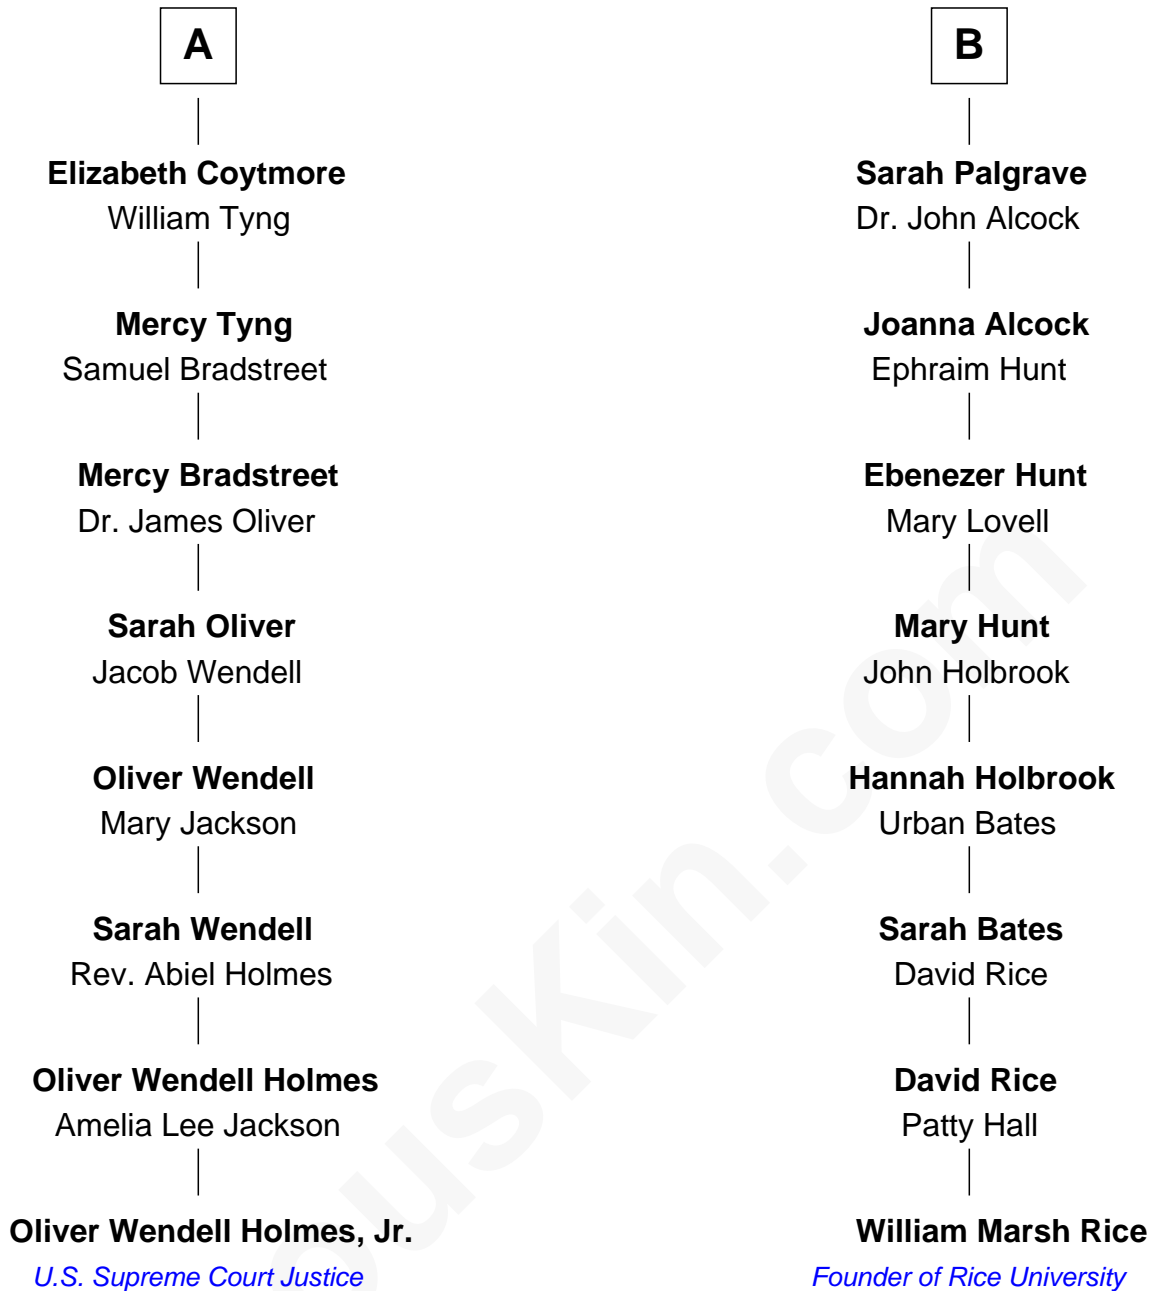 A
Elizabeth Coytmore
William Tyng
Mercy Tyng
Samuel Bradstreet
Mercy Bradstreet
Dr. James Oliver
Sarah Oliver
Jacob Wendell
Oliver Wendell
Mary Jackson
Sarah Wendell
Rev. Abiel Holmes
Oliver Wendell Holmes
Amelia Lee Jackson
Oliver Wendell Holmes, Jr.
U.S. Supreme Court Justice
B
Sarah Palgrave
Dr. John Alcock
Joanna Alcock
Ephraim Hunt
Ebenezer Hunt
Mary Lovell
Mary Hunt
John Holbrook
Hannah Holbrook
Urban Bates
Sarah Bates
David Rice
David Rice
Patty Hall
William Marsh Rice
Founder of Rice University
ousKin.com